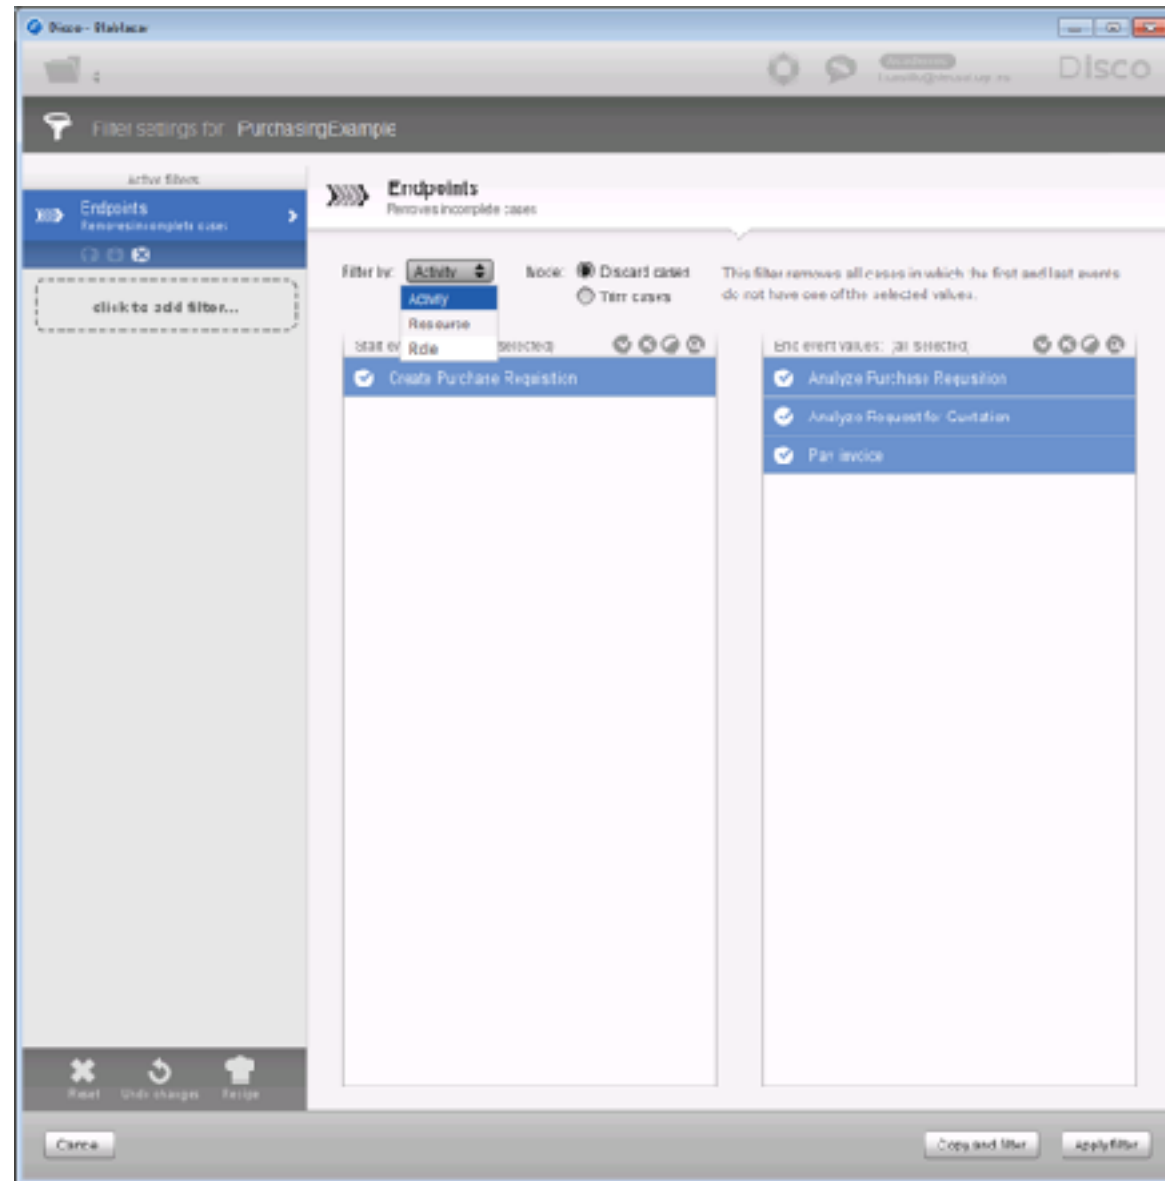 Disco -
Disco
Filter settings for PurchasingExample
Active filters
Endpoints
Removes incomplete cases
click to add filter...
Endpoints
Removes incomplete cases
Filter by: Activity
Activity
Resource
Role
Mode: Discard cases
Trim cases
This filter removes all cases in which the first and last events
do not have one of the selected values.
Start selected)
Create Purchase Requisition
End event values: (all selected)
Analyze Purchase Requisition
Analyze Request for Quotation
Pay invoice
Reset Undo changes Recipe
Cancel
Copy and filter
Apply filter